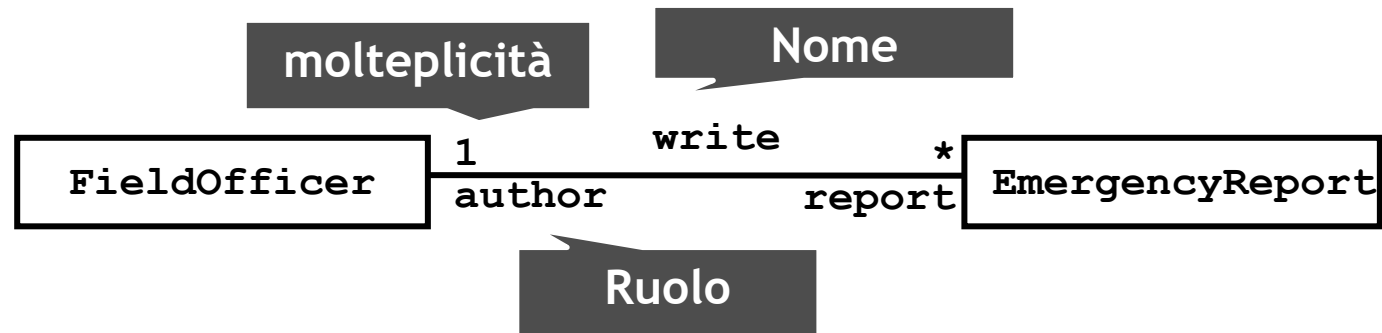 molteplicità
Nome
1
write
*
FieldOfficer
EmergencyReport
author
report
Ruolo